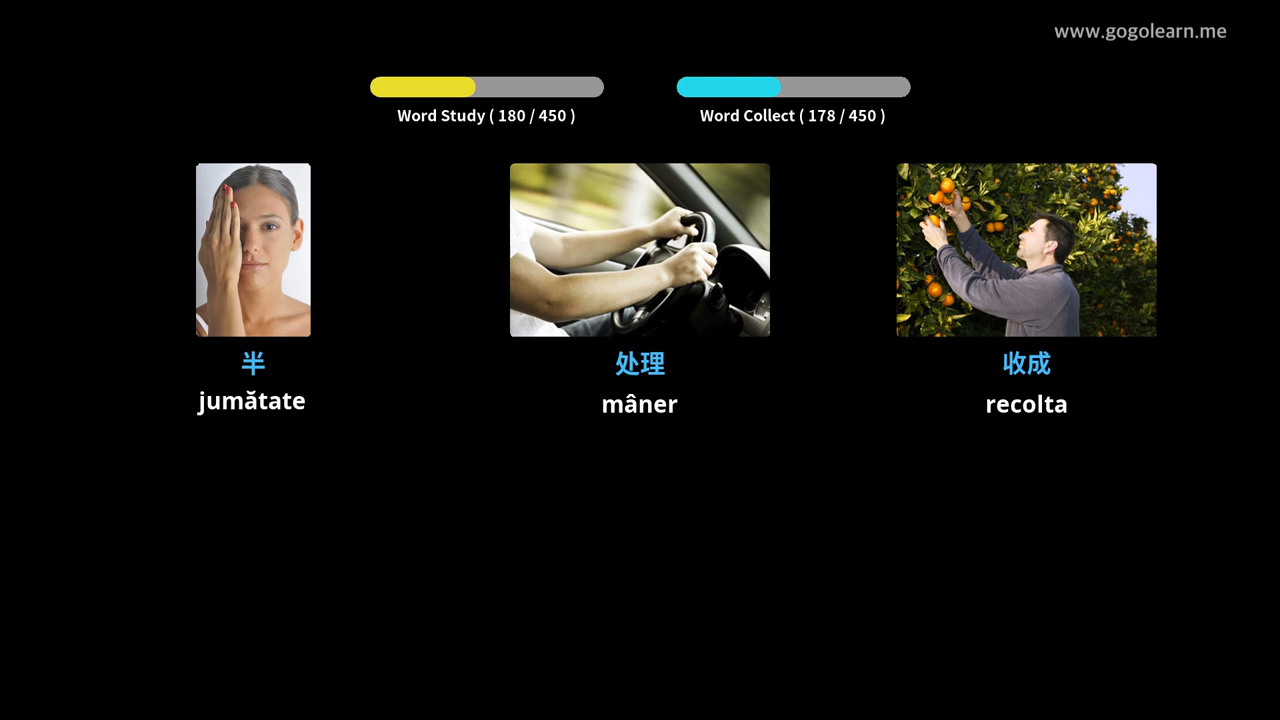 www.gogolearn.me
Word Study ( 180 / 450 )
Word Collect ( 178 / 450 )
半
处理
收成
jumătate
mâner
recolta